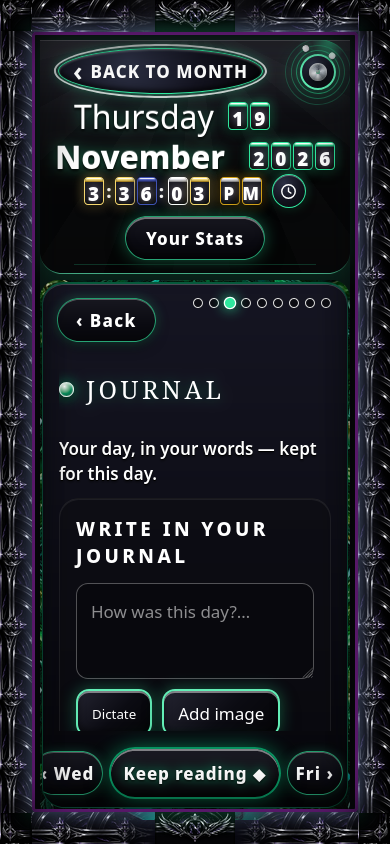 ‹ BACK TO MONTH
Thursday 19
November 2026
3:36:03 PM
Your Stats
‹ Back
JOURNAL
Your day, in your words — kept
for this day.
WRITE IN YOUR
JOURNAL
How was this day?...
Dictate Add image
‹ Wed Keep reading ◆ Fri ›